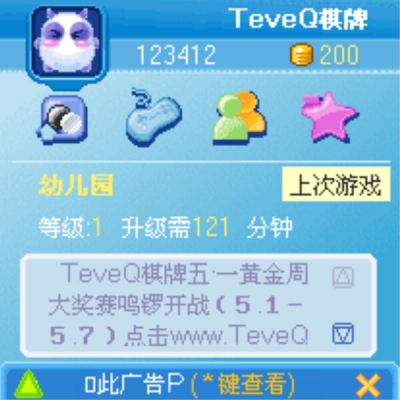 TeveQ棋牌
123412 200
幼儿园
上次游戏
等级:1 升级需121 分钟
TeveQ棋牌五·一黄金周
大奖赛鸣锣开战(5.1-
5.7)点击www.TeveQ
此广告P(*键查看)